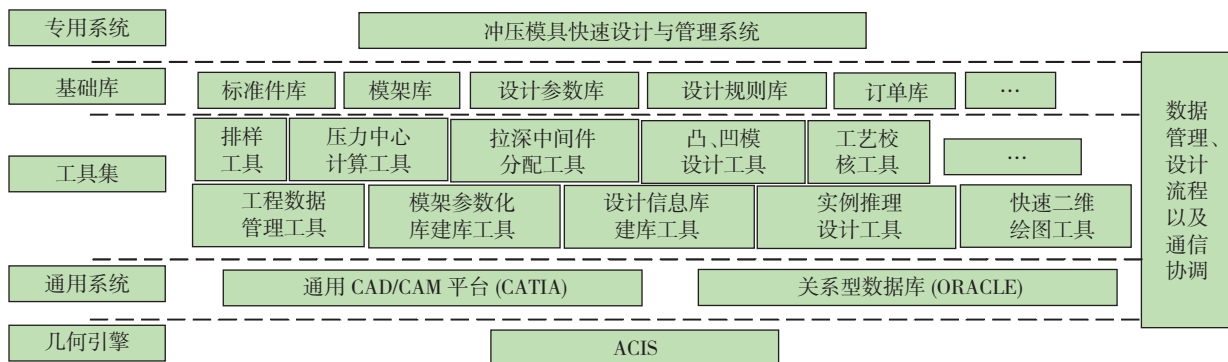 专用系统
冲压模具快速设计与管理系统
基础库
标准件库
模架库
设计参数库
设计规则库
订单库
…
工具集
排样
工具
压力中心
计算工具
拉深中间件
分配工具
凸、凹模
设计工具
工艺校
核工具
…
工程数据
管理工具
模架参数化
库建库工具
设计信息库
建库工具
实例推理
设计工具
快速二维
绘图工具
通用系统
通用 CAD/CAM 平台 (CATIA)
关系型数据库 (ORACLE)
几何引擎
ACIS
数据
管理、
设计
流程
以及
通信
协调